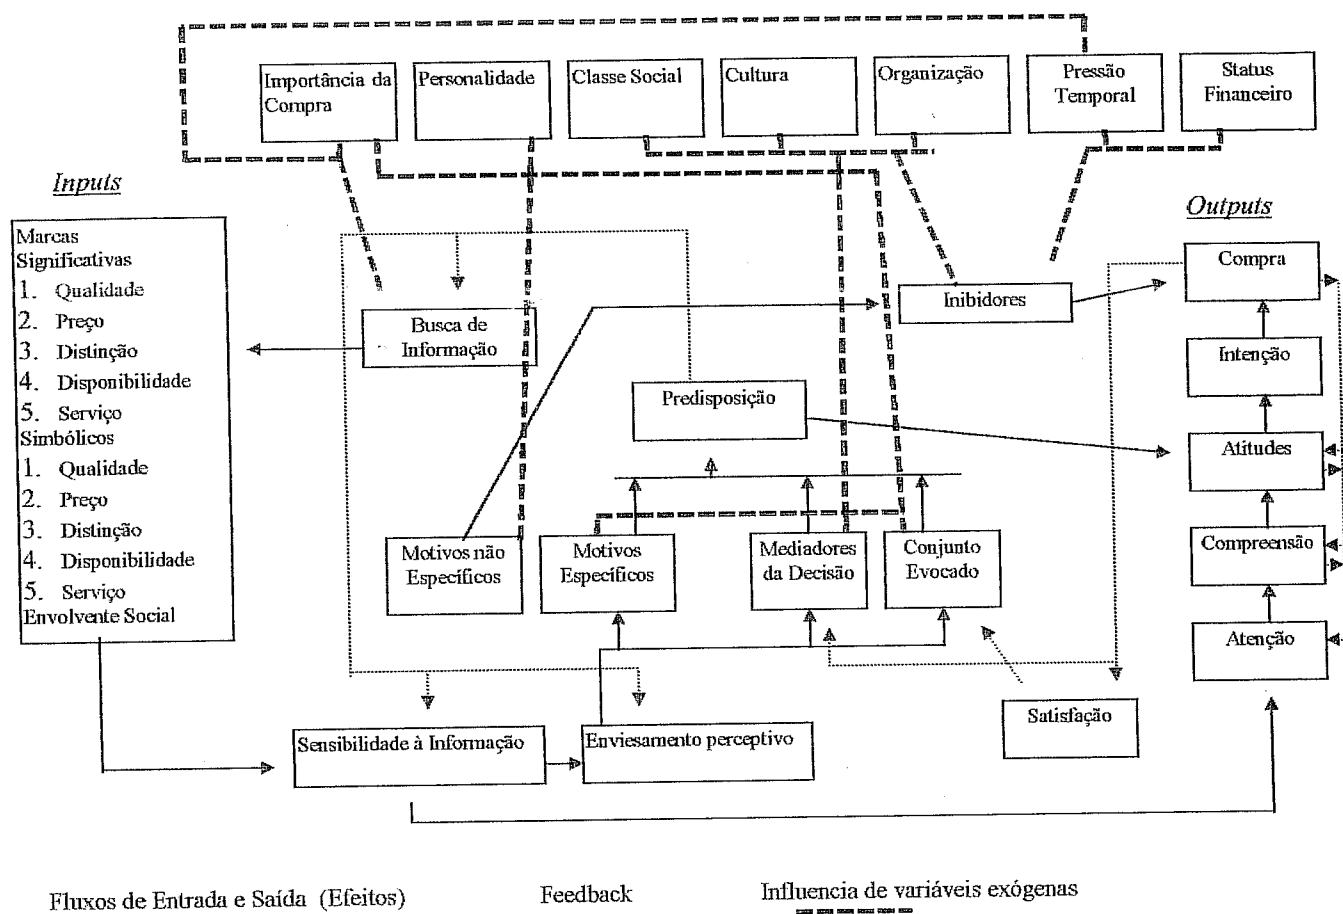 Importância da
Compra
Personalidade
Classe Social
Cultura
Organização
Pressão
Temporal
Status
Financeiro
Inputs
Outputs
Marcas
Significativas
1. Qualidade
2. Preço
3. Distinção
4. Disponibilidade
5. Serviço
Simbólicos
1. Qualidade
2. Preço
3. Distinção
4. Disponibilidade
5. Serviço
Envolvente Social
Busca de
Informação
Inibidores
Predisposição
Motivos não
Específicos
Motivos
Específicos
Mediadores
da Decisão
Conjunto
Evocado
Compra
Intenção
Atitudes
Compreensão
Atenção
Satisfação
Sensibilidade à Informação
Enviesamento perceptivo
Fluxos de Entrada e Saída (Efeitos)
Feedback
Influencia de variáveis exógenas